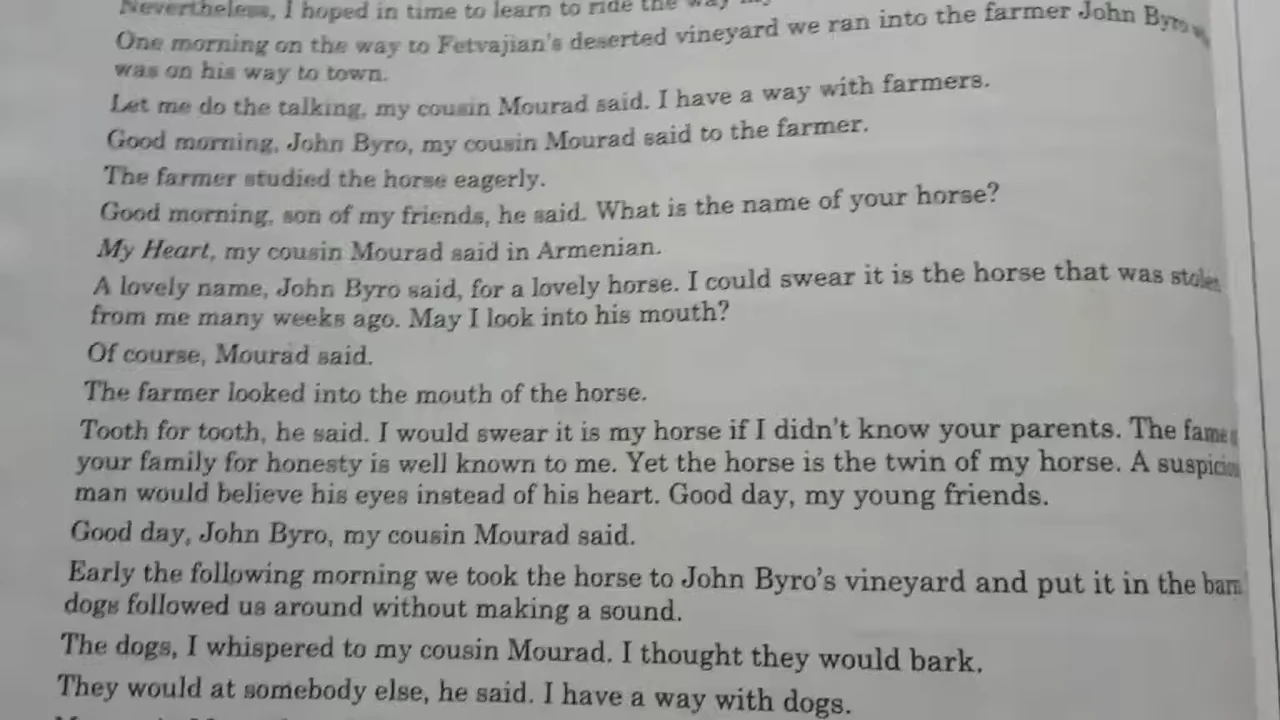 Nevertheless, I hoped in time to learn to ride the way
One morning on the way to Fetvajian's deserted vineyard we ran into the farmer John Byro
was on his way to town.
Let me do the talking, my cousin Mourad said. I have a way with farmers.
Good morning, John Byro, my cousin Mourad said to the farmer.
The farmer studied the horse eagerly.
Good morning, son of my friends, he said. What is the name of your horse?
My Heart, my cousin Mourad said in Armenian.
A lovely name, John Byro said, for a lovely horse. I could swear it is the horse that was stolen
from me many weeks ago. May I look into his mouth?
Of course, Mourad said.
The farmer looked into the mouth of the horse.
Tooth for tooth, he said. I would swear it is my horse if I didn't know your parents. The fame
your family for honesty is well known to me. Yet the horse is the twin of my horse. A suspicious
man would believe his eyes instead of his heart. Good day, my young friends.
Good day, John Byro, my cousin Mourad said.
Early the following morning we took the horse to John Byro's vineyard and put it in the barn
dogs followed us around without making a sound.
The dogs, I whispered to my cousin Mourad. I thought they would bark.
They would at somebody else, he said. I have a way with dogs.